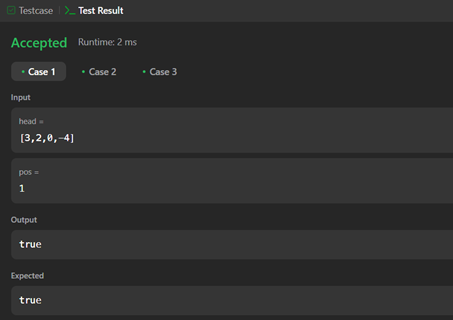 Testcase Test Result
Accepted Runtime: 2 ms
• Case 1 • Case 2 • Case 3
Input
head =
[3,2,0,-4]
pos =
1
Output
true
Expected
true